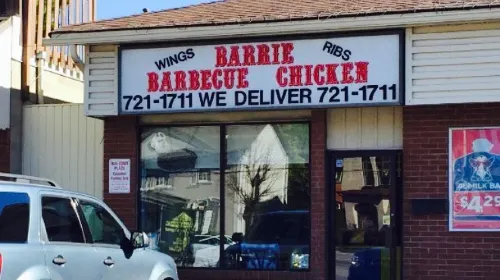 WINGS BARRIE RIBS
BARBECUE CHICKEN
721-1711 WE DELIVER 721-1711
$4.29